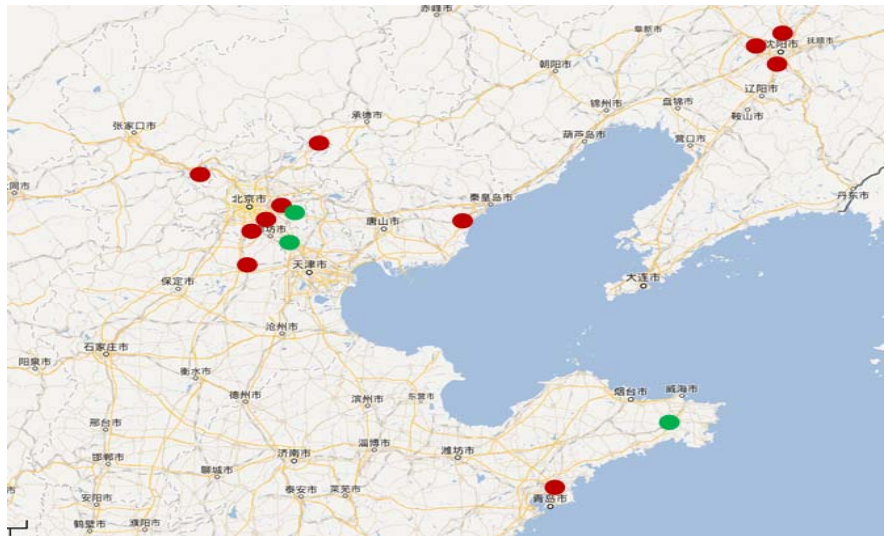 赤峰市
阜新市
沈阳市
抚顺市
朝阳市
辽阳市
锦州市
盘锦市
鞍山市
张家口市
承德市
葫芦岛市
营口市
丹东市
北京市
秦皇岛市
唐山市
坊市
天津市
大连市
保定市
沧州市
石家庄市
阳泉市
衡水市
德州市
滨州市
东营市
烟台市
威海市
邢台市
淄博市
潍坊市
邯郸市
聊城市
济南市
泰安市
莱芜市
青岛市
安阳市
鹤壁市
濮阳市